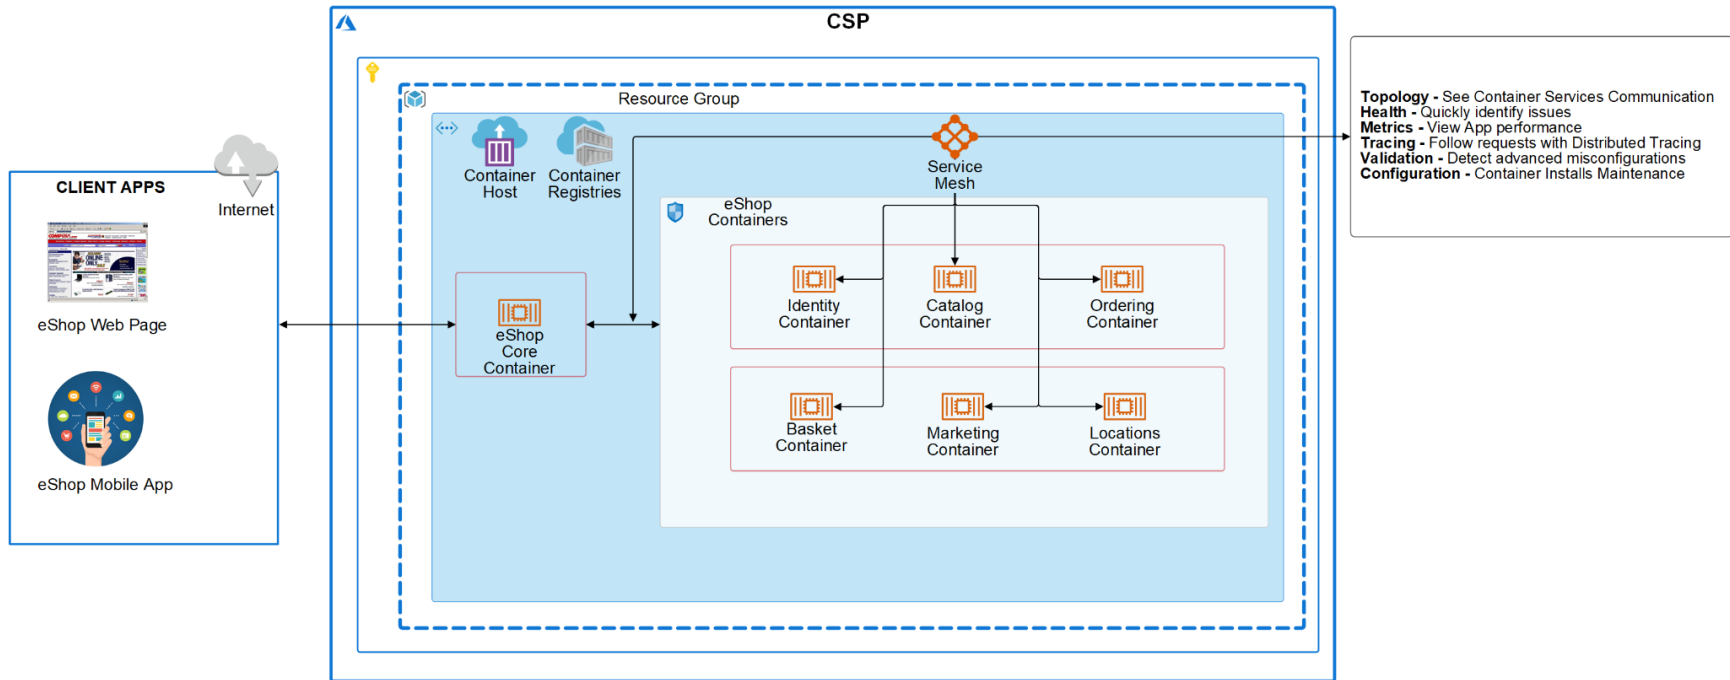 CSP
Resource Group
Topology - See Container Services Communication
Health - Quickly identify issues
Metrics - View App performance
Tracing - Follow requests with Distributed Tracing
Validation - Detect advanced misconfigurations
Configuration - Container Installs Maintenance
CLIENT APPS
Internet
eShop Web Page
eShop Mobile App
Container
Host
Container
Registries
Service
Mesh
eShop
Containers
eShop
Core
Container
Identity
Container
Catalog
Container
Ordering
Container
Basket
Container
Marketing
Container
Locations
Container